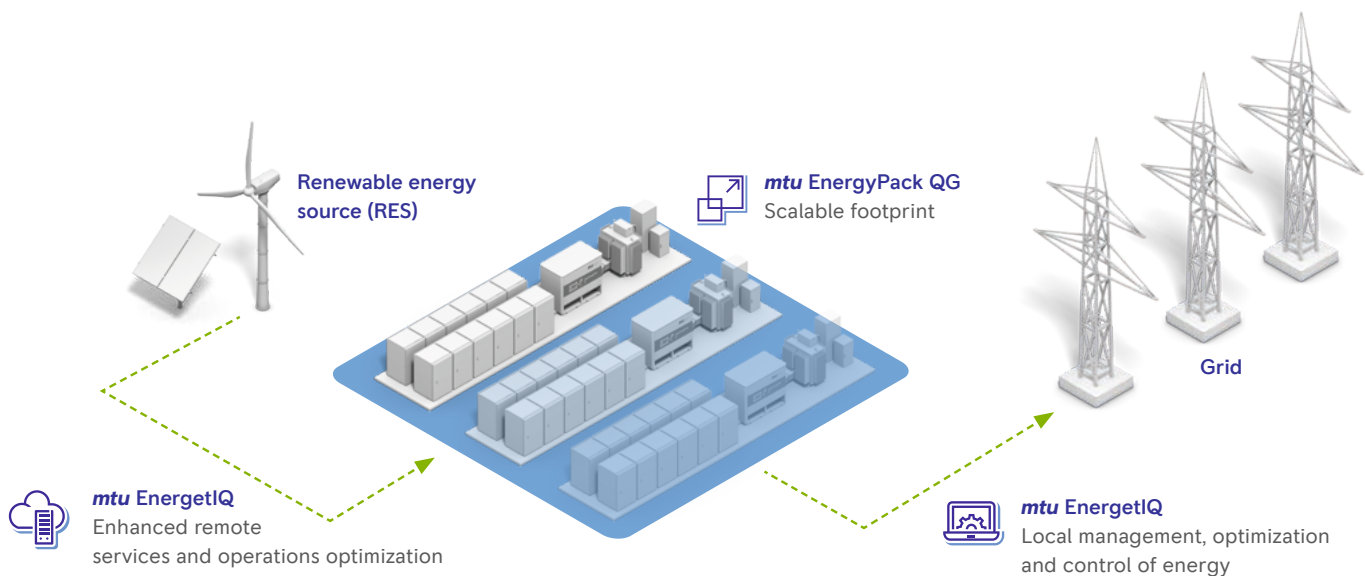 Renewable energy
source (RES)
mtu EnergyPack QG
Scalable footprint
Grid
mtu EnergetIQ
Enhanced remote
services and operations optimization
mtu EnergetIQ
Local management, optimization
and control of energy